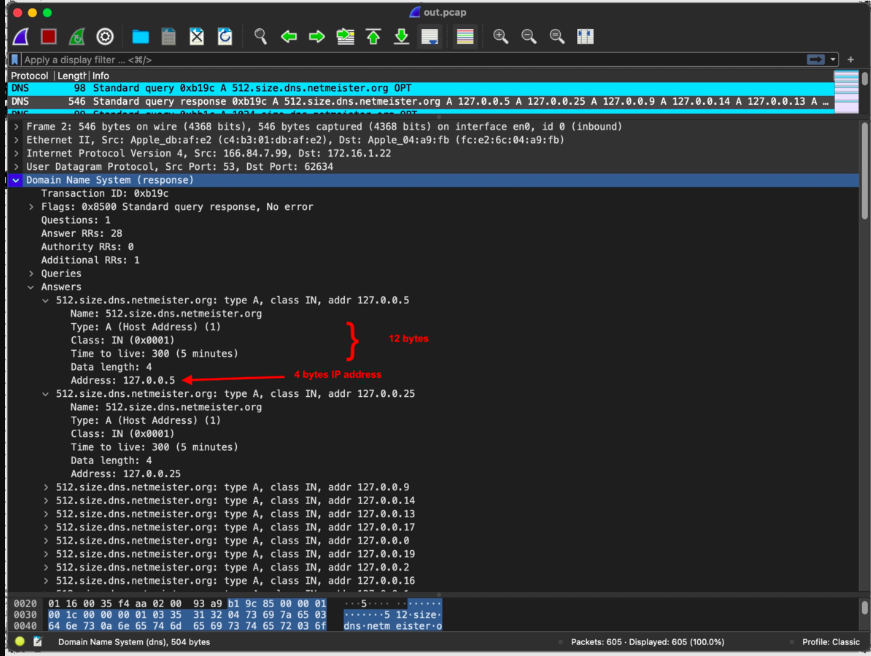 out.pcap
Apply a display filter ... <⌘/>
+
Protocol Length Info
DNS 98 Standard query 0xb19c A 512.size.dns.netmeister.org OPT
DNS 546 Standard query response 0xb19c A 512.size.dns.netmeister.org A 127.0.0.5 A 127.0.0.25 A 127.0.0.9 A 127.0.0.14 A 127.0.0.13 A …
> Frame 2: 546 bytes on wire (4368 bits), 546 bytes captured (4368 bits) on interface en0, id 0 (inbound)
> Ethernet II, Src: Apple_db:af:e2 (c4:b3:01:db:af:e2), Dst: Apple_04:a9:fb (fc:e2:6c:04:a9:fb)
> Internet Protocol Version 4, Src: 166.84.7.99, Dst: 172.16.1.22
> User Datagram Protocol, Src Port: 53, Dst Port: 62634
Domain Name System (response)
Transaction ID: 0xb19c
> Flags: 0x8500 Standard query response, No error
Questions: 1
Answer RRs: 28
Authority RRs: 0
Additional RRs: 1
> Queries
Answers
512.size.dns.netmeister.org: type A, class IN, addr 127.0.0.5
Name: 512.size.dns.netmeister.org
Type: A (Host Address) (1)
Class: IN (0x0001)
} 12 bytes
Time to live: 300 (5 minutes)
Data length: 4
Address: 127.0.0.5
4 bytes IP address
512.size.dns.netmeister.org: type A, class IN, addr 127.0.0.25
Name: 512.size.dns.netmeister.org
Type: A (Host Address) (1)
Class: IN (0x0001)
Time to live: 300 (5 minutes)
Data length: 4
Address: 127.0.0.25
> 512.size.dns.netmeister.org: type A, class IN, addr 127.0.0.9
> 512.size.dns.netmeister.org: type A, class IN, addr 127.0.0.14
> 512.size.dns.netmeister.org: type A, class IN, addr 127.0.0.13
> 512.size.dns.netmeister.org: type A, class IN, addr 127.0.0.17
> 512.size.dns.netmeister.org: type A, class IN, addr 127.0.0.0
> 512.size.dns.netmeister.org: type A, class IN, addr 127.0.0.19
> 512.size.dns.netmeister.org: type A, class IN, addr 127.0.0.2
> 512.size.dns.netmeister.org: type A, class IN, addr 127.0.0.16
0020 01 16 00 35 f4 aa 02 00 93 a9 b1 9c 85 00 00 01 ···5···· ········
0030 00 1c 00 00 00 01 03 35 31 32 04 73 69 7a 65 03 ·······5 12·size·
0040 64 6e 73 0a 6e 65 74 6d 65 69 73 74 65 72 03 6f dns·netm eister·o
Domain Name System (dns), 504 bytes
Packets: 605 · Displayed: 605 (100.0%)
Profile: Classic